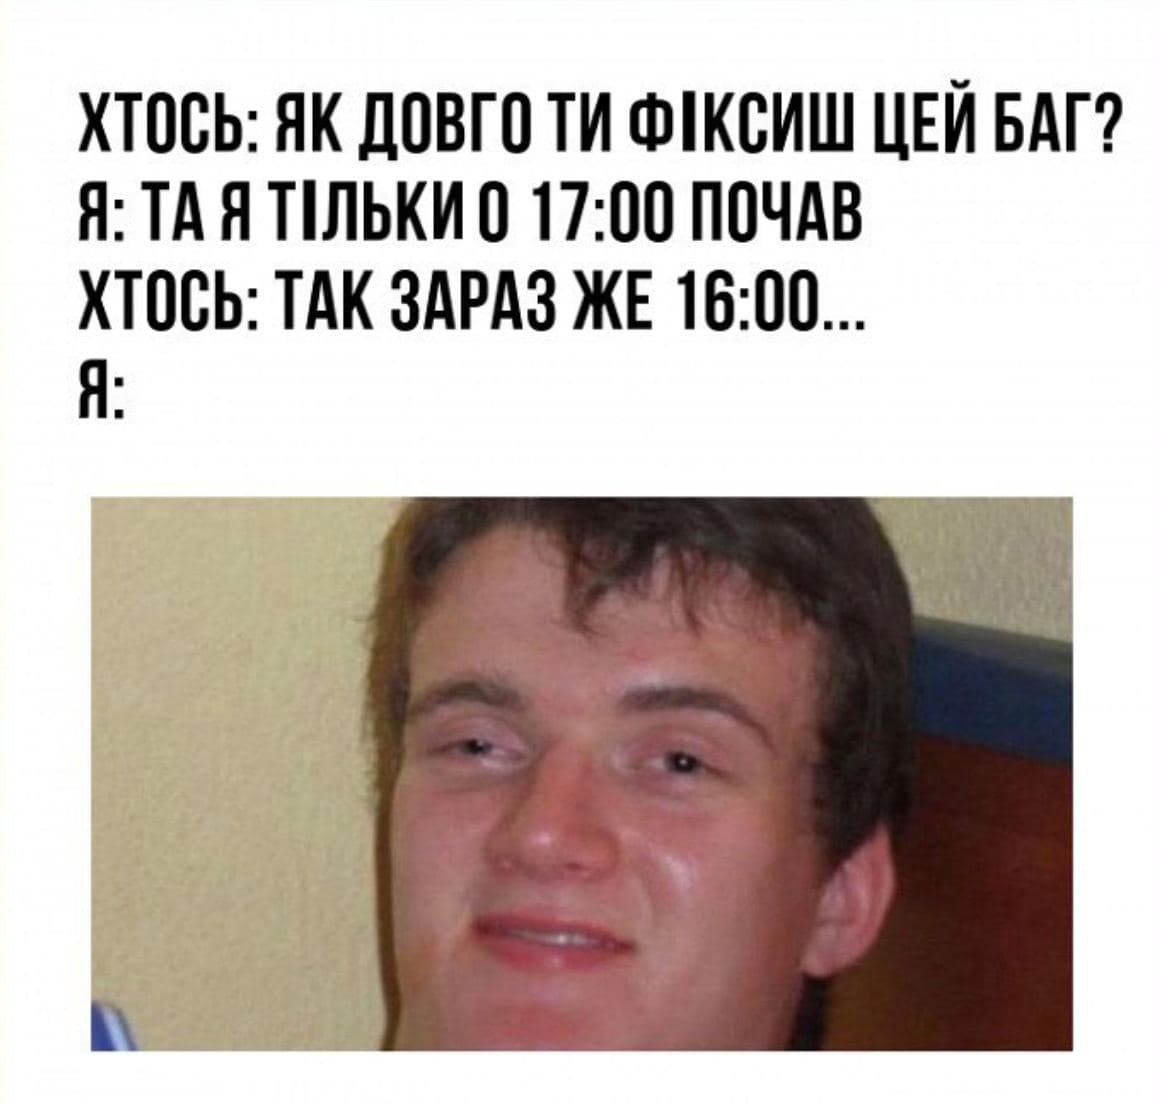 ХТОСЬ: ЯК ДОВГО ТИ ФІКСИШ ЦЕЙ БАГ?
Я: ТА Я ТІЛЬКИ О 17:00 ПОЧАВ
ХТОСЬ: ТАК ЗАРАЗ ЖЕ 16:00...
Я: